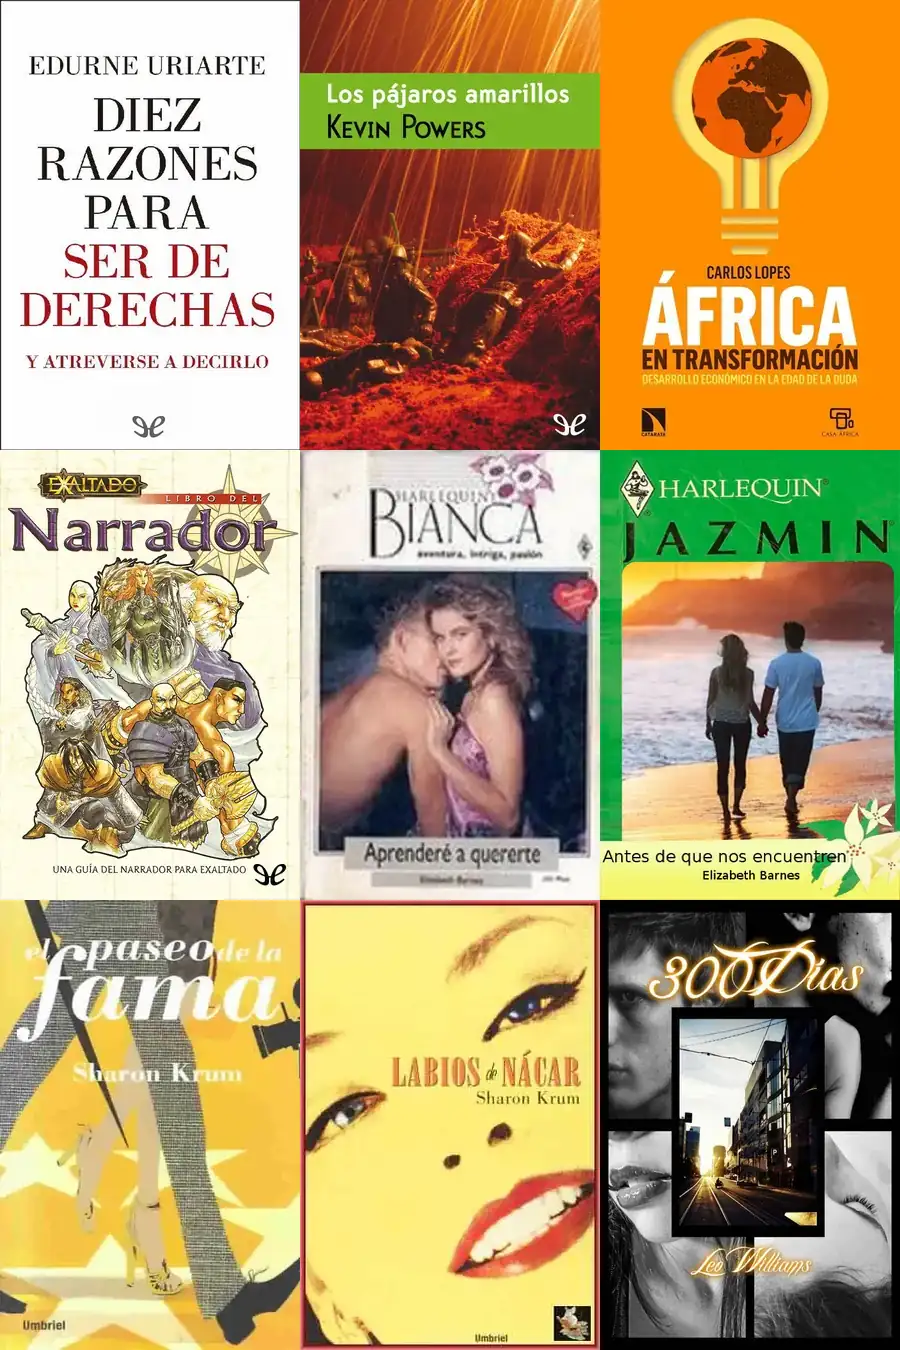 EDURNE URIARTE
DIEZ
RAZONES
PARA
SER DE
DERECHAS
Y ATREVERSE A DECIRLO
Los pájaros amarillos
KEVIN POWERS
CARLOS LOPES
ÁFRICA
EN TRANSFORMACIÓN
DESARROLLO ECONÓMICO EN LA EDAD DE LA DUDA
CATARATA
CASA ÁFRICA
EXALTADO
LIBRO DEL
Narrador
UNA GUÍA DEL NARRADOR PARA EXALTADO
HARLEQUIN
BIANCA
aventura, intriga, pasión
Aprenderé a quererte
Elizabeth Barnes
HARLEQUIN®
JAZMIN
Antes de que nos encuentren
Elizabeth Barnes
el paseo de la
fama
Sharon Krum
Umbriel
LABIOS de NÁCAR
Sharon Krum
Umbriel
300 Dias
Leo Williams